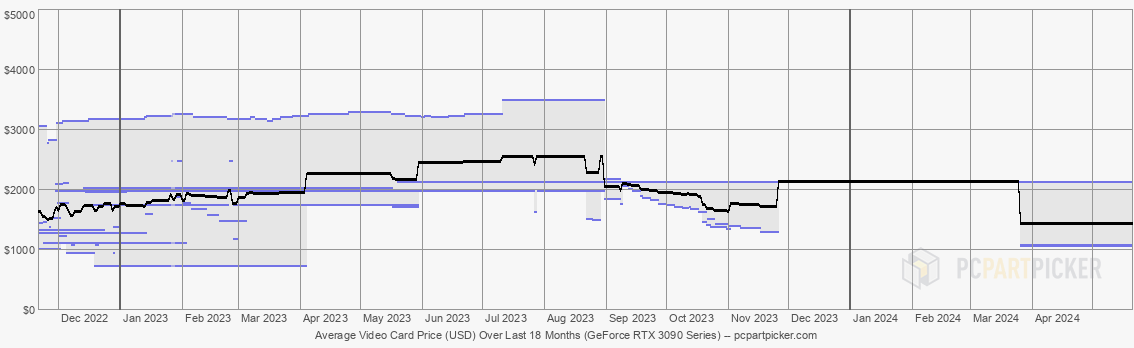 $5000
$4000
$3000
$2000
$1000
$0
Dec 2022 Jan 2023 Feb 2023 Mar 2023 Apr 2023 May 2023 Jun 2023 Jul 2023 Aug 2023 Sep 2023 Oct 2023 Nov 2023 Dec 2023 Jan 2024 Feb 2024 Mar 2024 Apr 2024
PCPARTPICKER
Average Video Card Price (USD) Over Last 18 Months (GeForce RTX 3090 Series) -- pcpartpicker.com